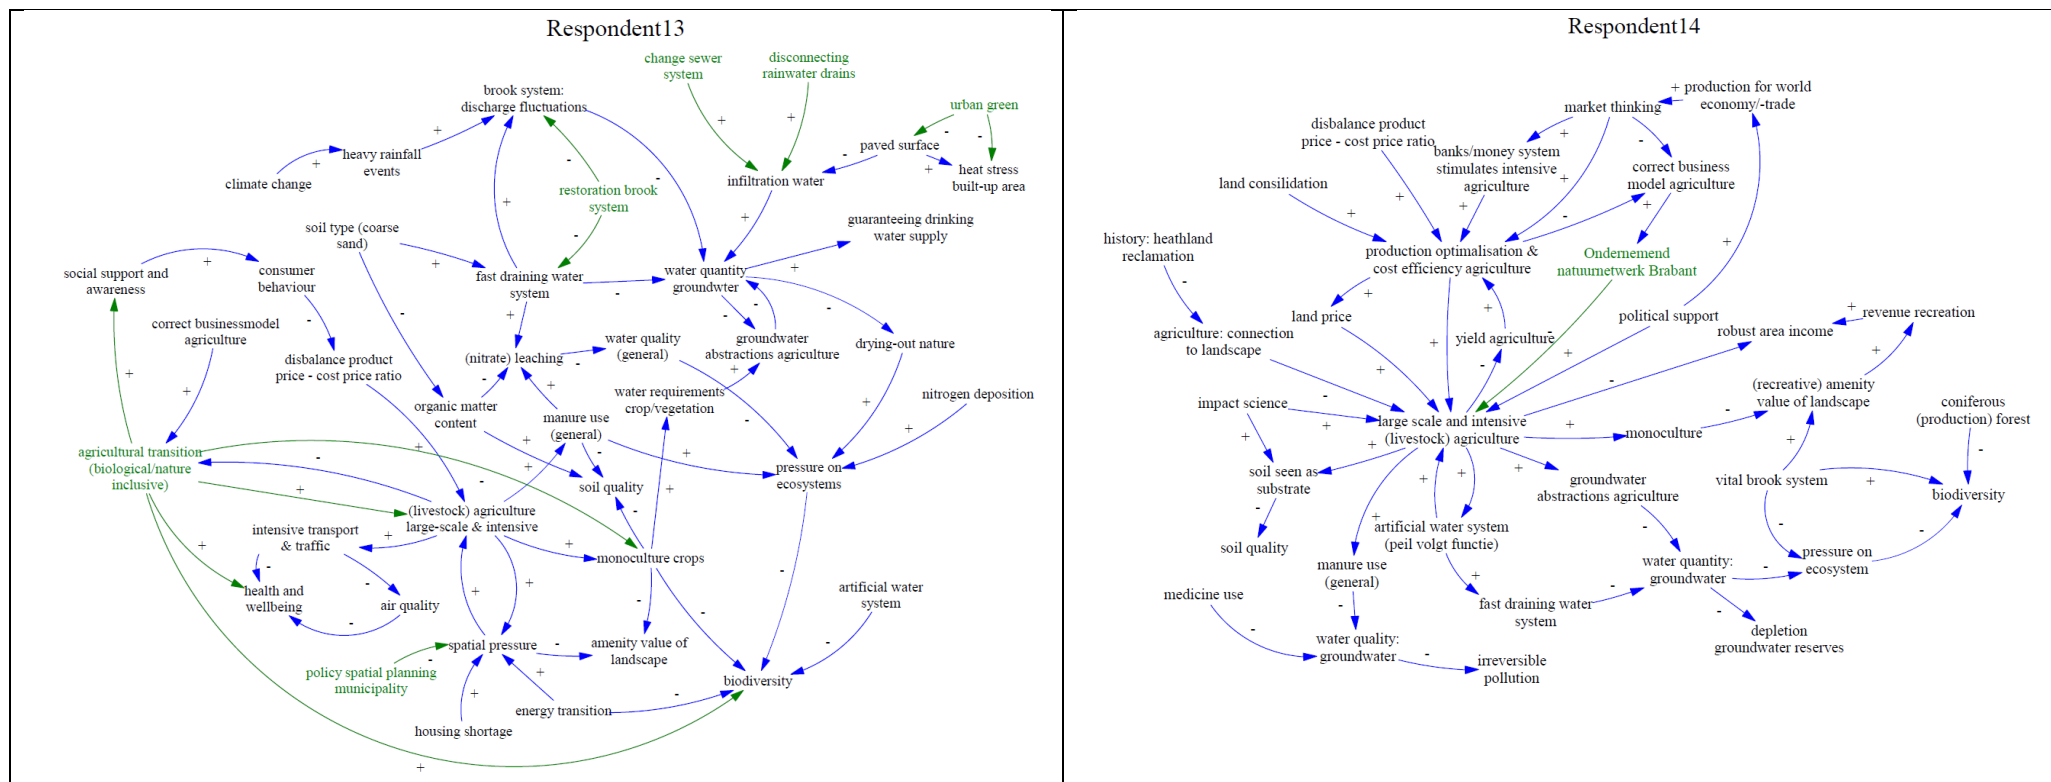 Respondent13
change sewer
system
disconnecting
rainwater drains
brook system:
discharge fluctuations
urban green
paved surface
heavy rainfall
events
climate change
infiltration water
heat stress
built-up area
restoration brook
system
guaranteeing drinking
water supply
soil type (coarse
sand)
social support and
awareness
consumer
behaviour
fast draining water
system
water quantity
groundwter
correct businessmodel
agriculture
disbalance product
price - cost price ratio
(nitrate) leaching
water quality
(general)
groundwater
abstractions agriculture
drying-out nature
water requirements
crop/vegetation
nitrogen deposition
organic matter
content
manure use
(general)
agricultural transition
(biological/nature
inclusive)
pressure on
ecosystems
soil quality
(livestock) agriculture
large-scale & intensive
intensive transport
& traffic
monoculture crops
health and
wellbeing
air quality
artificial water
system
spatial pressure
amenity value of
landscape
policy spatial planning
municipality
biodiversity
energy transition
housing shortage
Respondent14
production for world
economy/-trade
market thinking
disbalance product
price - cost price ratio
banks/money system
stimulates intensive
agriculture
correct business
model agriculture
land consilidation
history: heathland
reclamation
production optimalisation &
cost efficiency agriculture
Ondernemend
natuurnetwerk Brabant
land price
political support
revenue recreation
robust area income
agriculture: connection
to landscape
yield agriculture
(recreative) amenity
value of landscape
coniferous
(production) forest
impact science
large scale and intensive
(livestock) agriculture
monoculture
soil seen as
substrate
groundwater
abstractions agriculture
vital brook system
biodiversity
artificial water system
(peil volgt functie)
soil quality
manure use
(general)
water quantity:
groundwater
pressure on
ecosystem
medicine use
fast draining water
system
water quality:
groundwater
irreversible
pollution
depletion
groundwater reserves